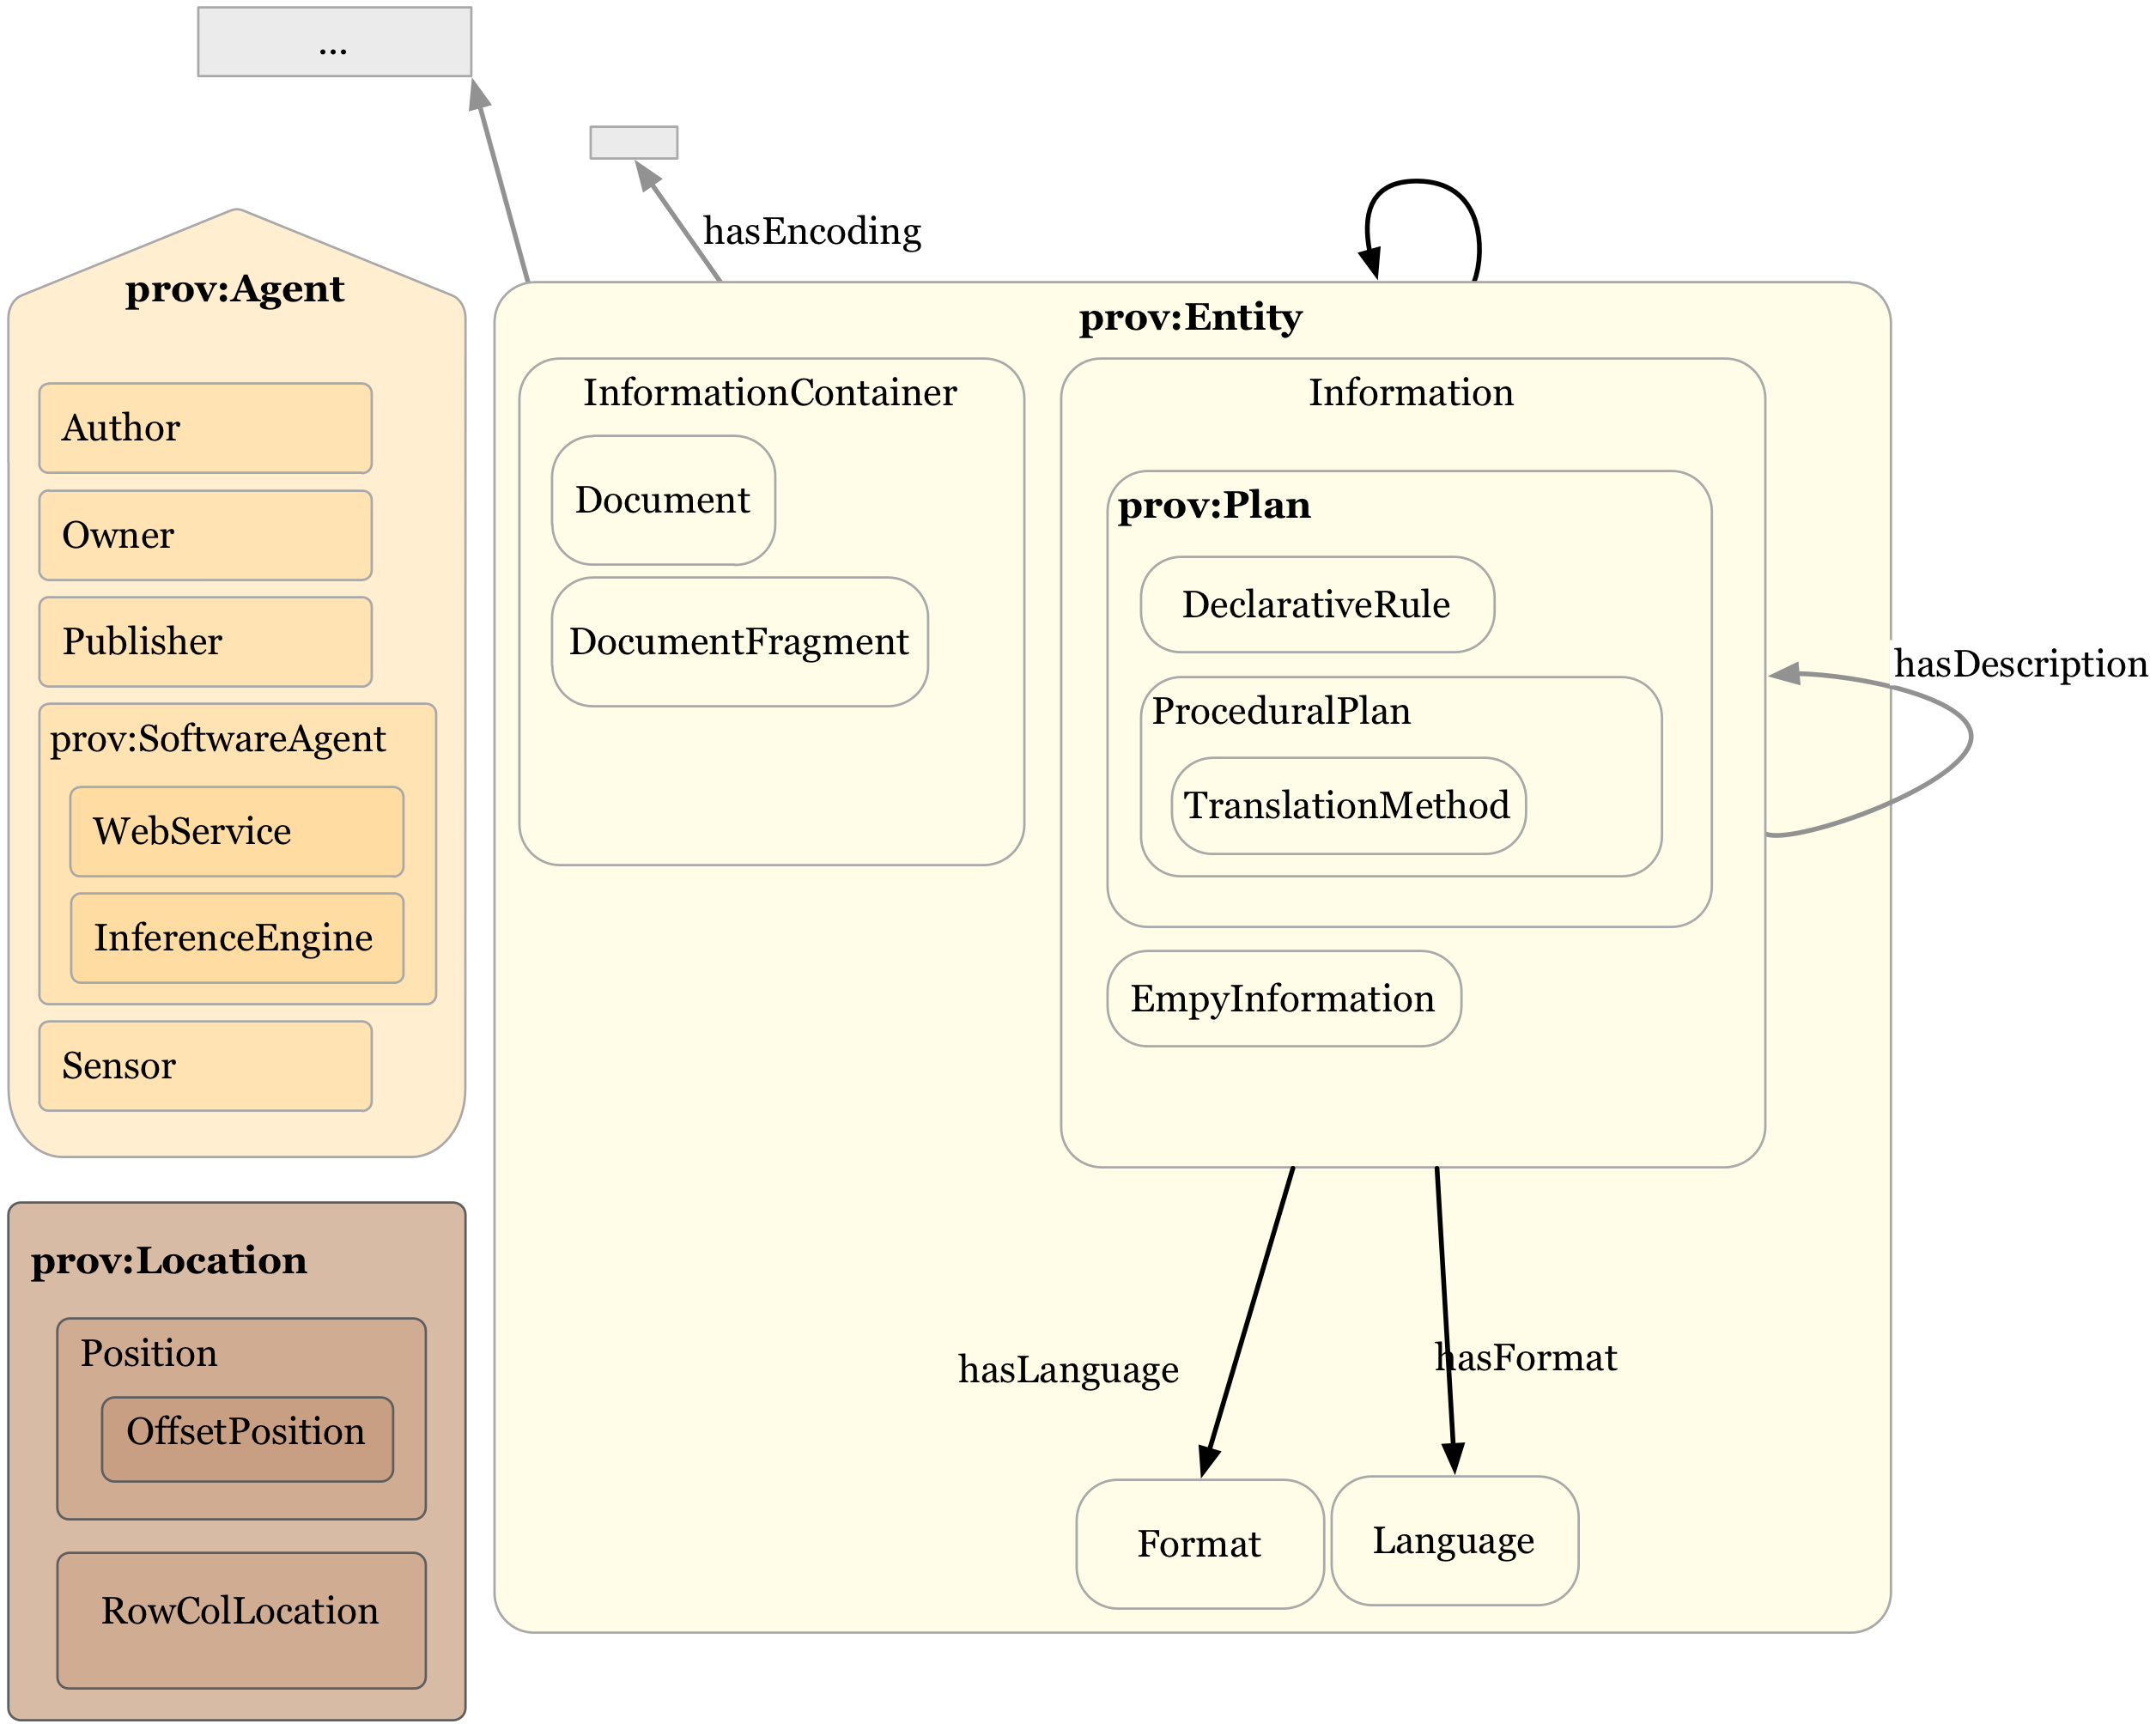 ...
hasEncoding
prov:Agent
Author
Owner
Publisher
prov:SoftwareAgent
WebService
InferenceEngine
Sensor
prov:Location
Position
OffsetPosition
RowColLocation
prov:Entity
InformationContainer
Document
DocumentFragment
Information
prov:Plan
DeclarativeRule
ProceduralPlan
TranslationMethod
EmpyInformation
hasDescription
hasLanguage
hasFormat
Format
Language